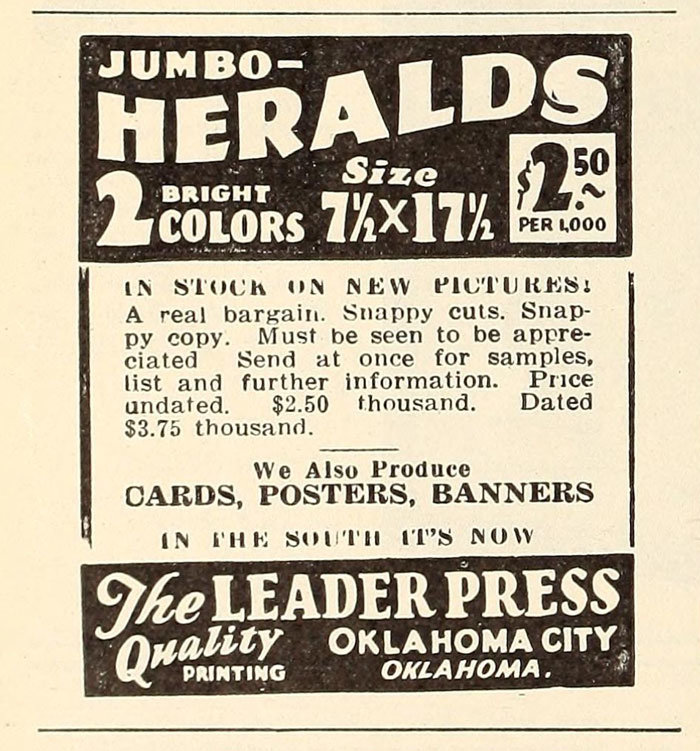 JUMBO-
HERALDS
2 BRIGHT COLORS
Size
7½ X 17½
$2.50
PER 1,000
IN STOCK ON NEW PICTURES!
A real bargain. Snappy cuts. Snap-
py copy. Must be seen to be appre-
ciated Send at once for samples,
list and further information. Price
undated. $2.50 thousand. Dated
$3.75 thousand.
We Also Produce
CARDS, POSTERS, BANNERS
IN THE SOUTH IT'S NOW
The LEADER PRESS
Quality
PRINTING
OKLAHOMA CITY
OKLAHOMA.